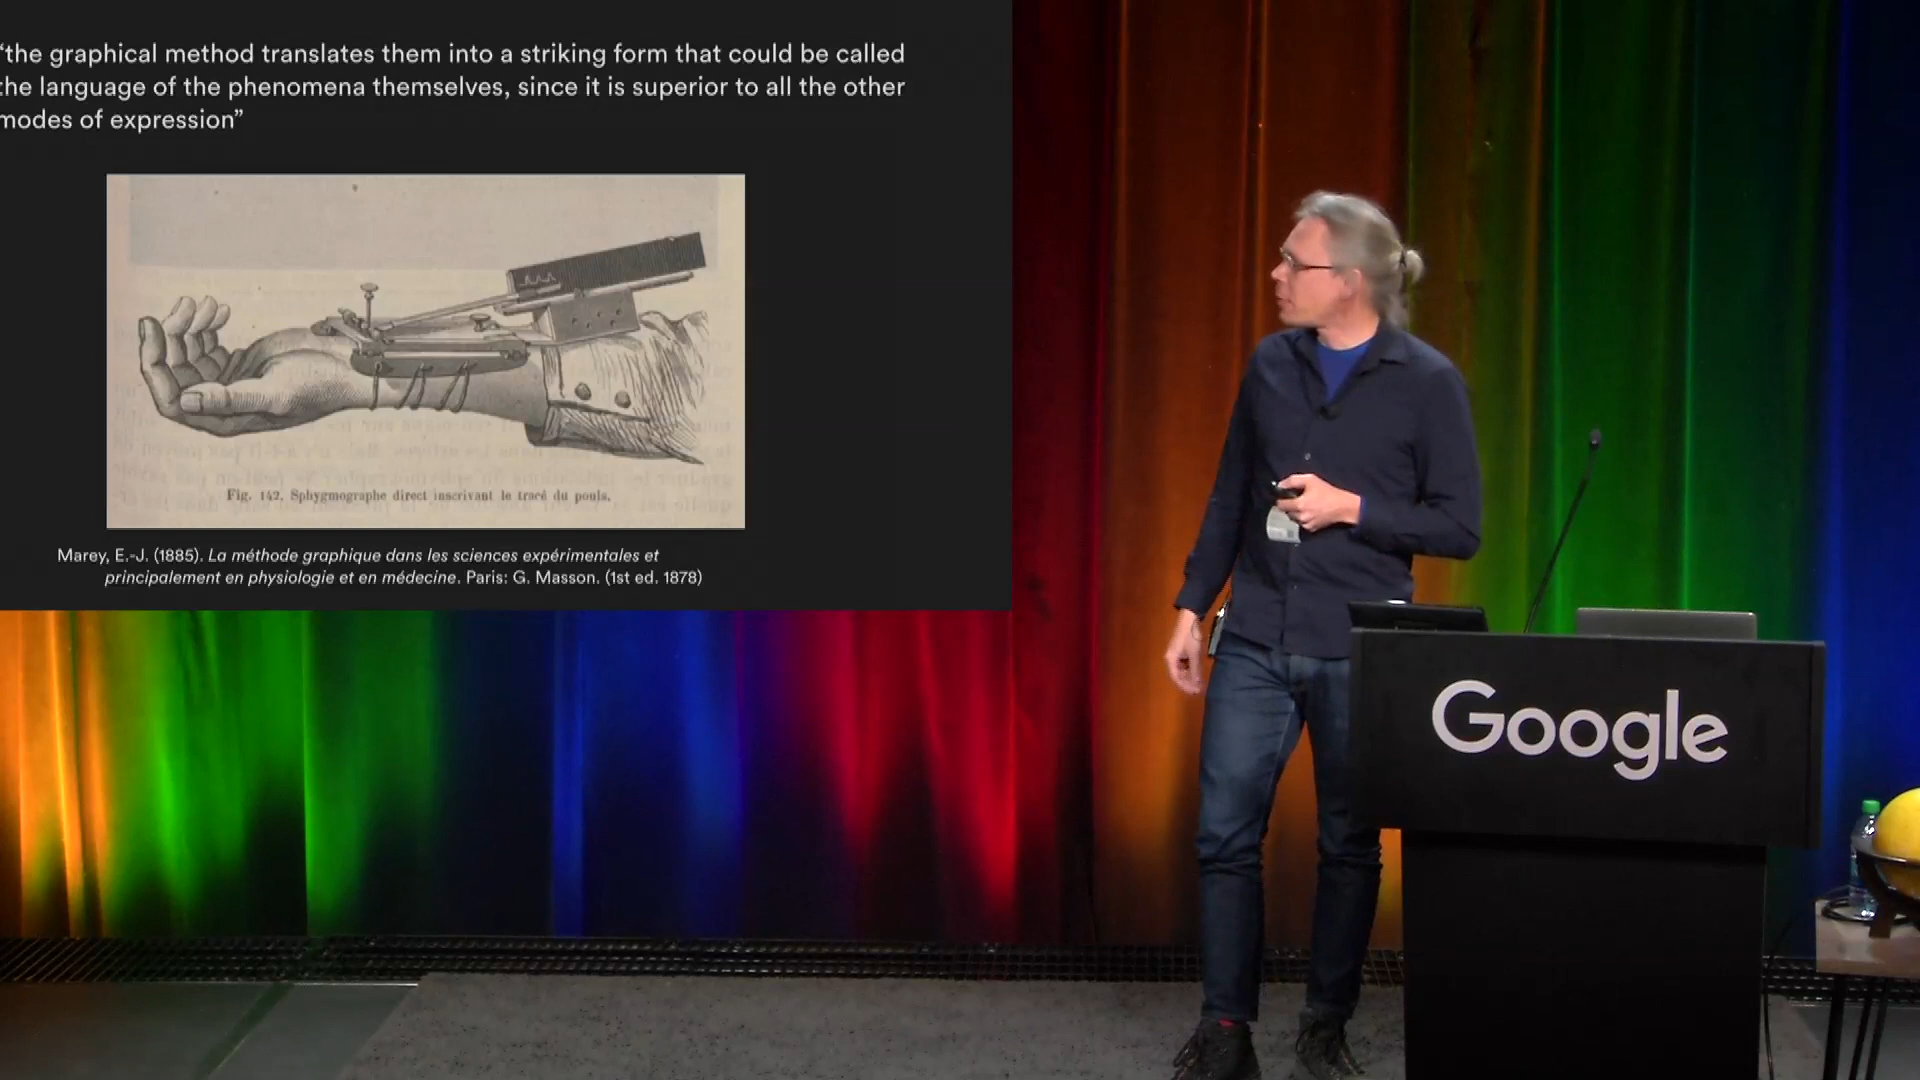 “the graphical method translates them into a striking form that could be called
the language of the phenomena themselves, since it is superior to all the other
modes of expression”
Fig. 142. Sphygmographe direct inscrivant le tracé du pouls.
Marey, E.-J. (1885). La méthode graphique dans les sciences expérimentales et
principalement en physiologie et en médecine. Paris: G. Masson. (1st ed. 1878)
Google